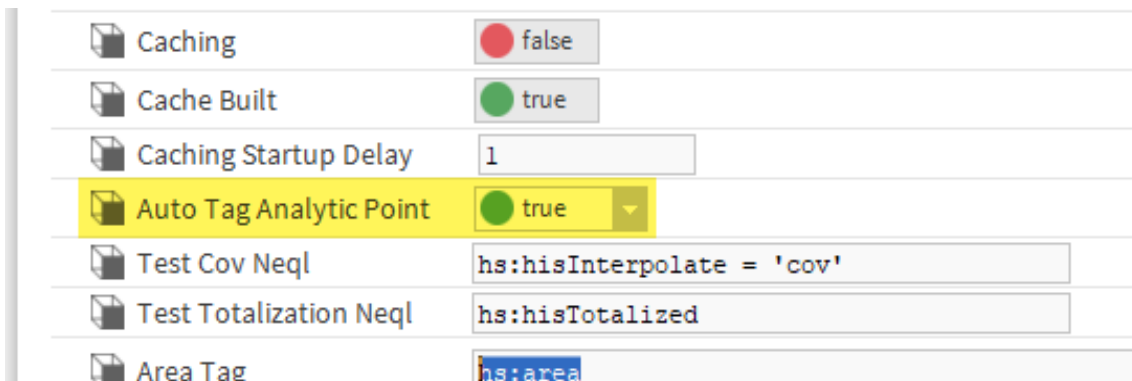 Caching false
Cache Built true
Caching Startup Delay 1
Auto Tag Analytic Point true
Test Cov Neql hs:hisInterpolate = 'cov'
Test Totalization Neql hs:hisTotalized
Area Tag hs:area